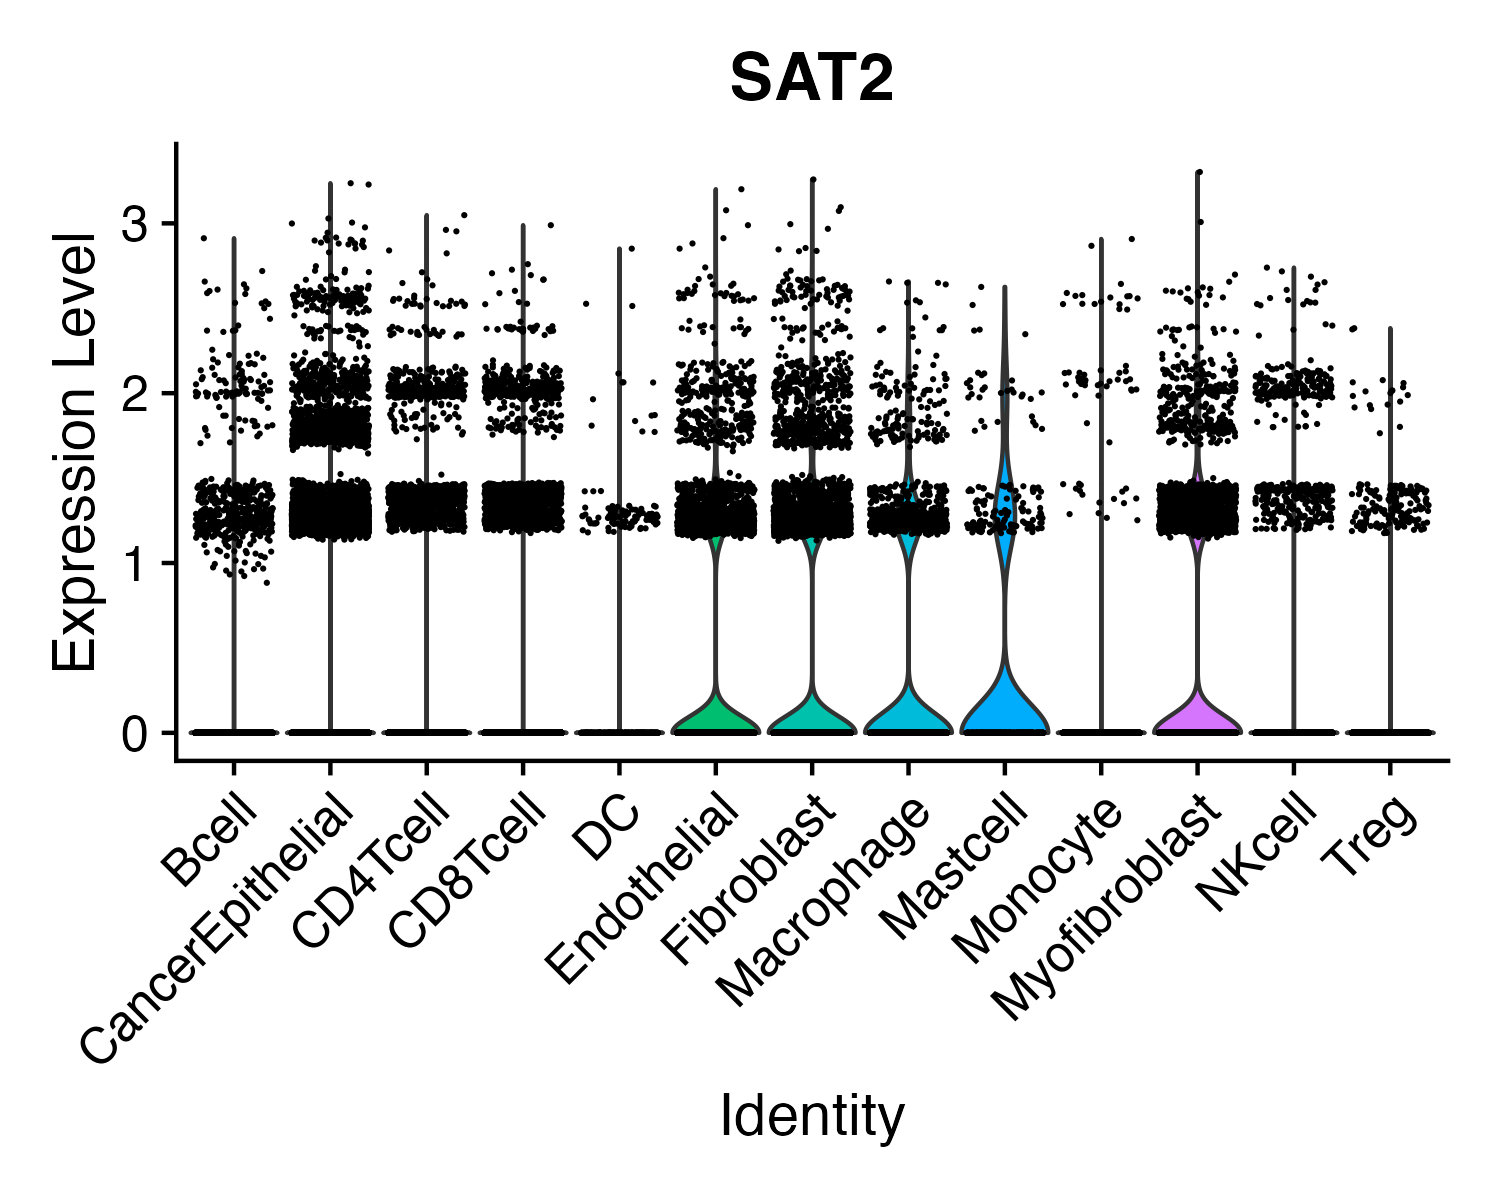 SAT2
Expression Level
3
2
1
0
Bcell
CancerEpithelial
CD4Tcell
CD8Tcell
DC
Endothelial
Fibroblast
Macrophage
Mastcell
Monocyte
Myofibroblast
NKcell
Treg
Identity